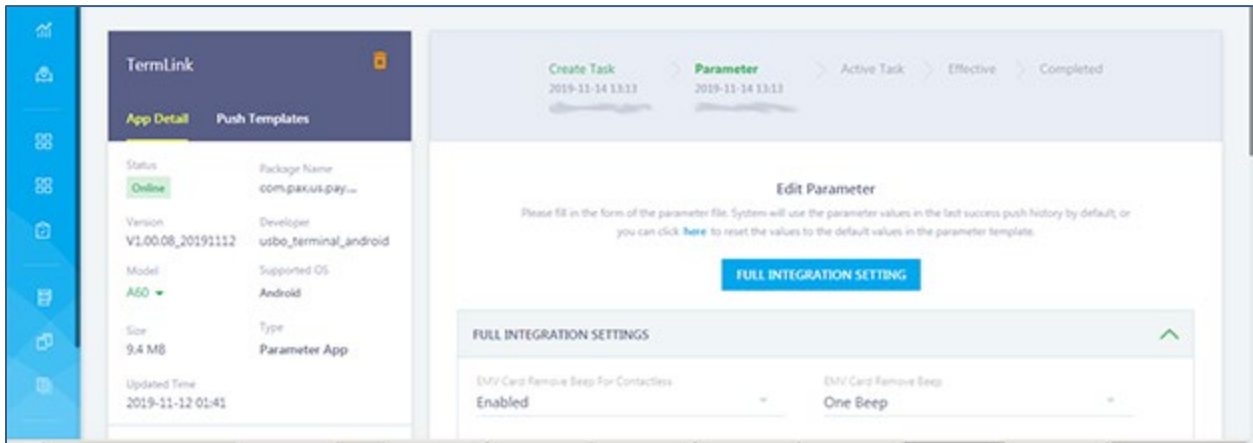 TermLink
App Detail Push Templates
Status Package Name
Online com.pax.us.pay....
Version Developer
V1.00.08_20191112 usbo_terminal_android
Model Supported OS
A60 Android
Size Type
9.4 MB Parameter App
Updated Time
2019-11-12 01:41
Create Task Parameter Active Task Effective Completed
2019-11-14 13:13 2019-11-14 13:13
Edit Parameter
Please fill in the form of the parameter file. System will use the parameter values in the last success push history by default, or
you can click here to reset the values to the default values in the parameter template.
FULL INTEGRATION SETTING
FULL INTEGRATION SETTINGS
EMV Card Remove Beep For Contactless EMV Card Remove Beep
Enabled One Beep